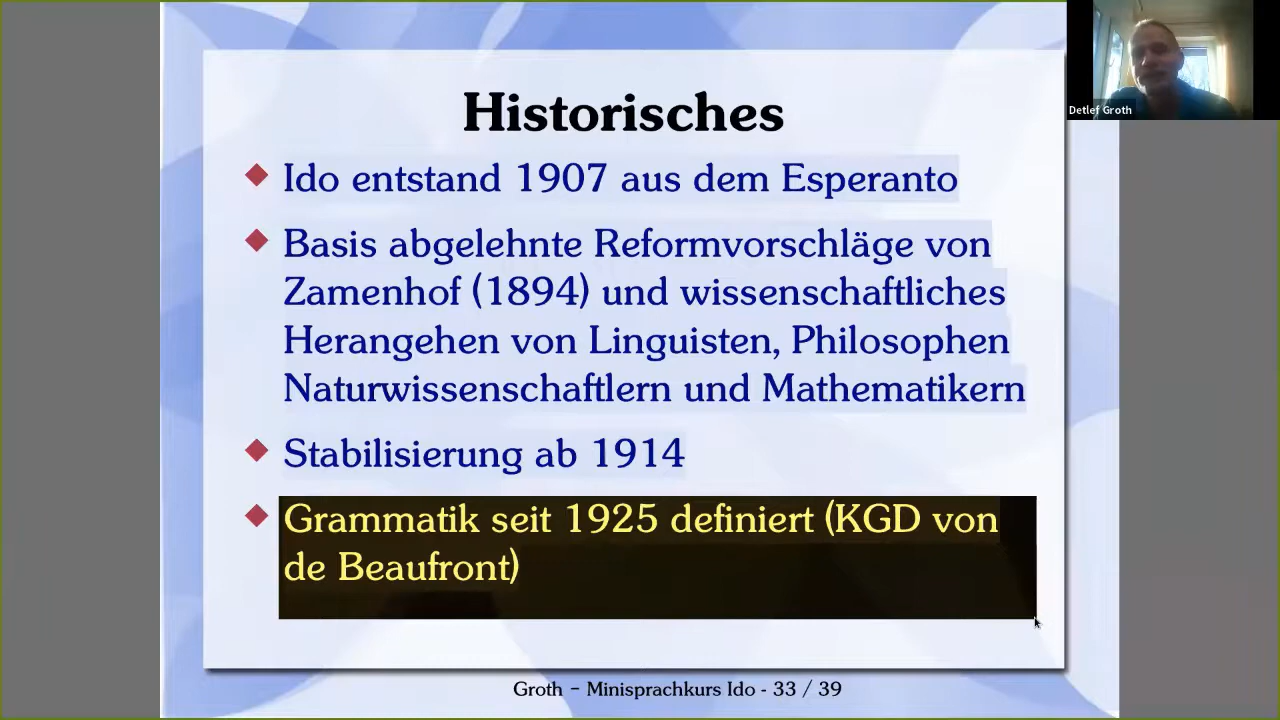 Historisches
Ido entstand 1907 aus dem Esperanto
Basis abgelehnte Reformvorschläge von
Zamenhof (1894) und wissenschaftliches
Herangehen von Linguisten, Philosophen
Naturwissenschaftlern und Mathematikern
Stabilisierung ab 1914
Grammatik seit 1925 definiert (KGD von
de Beaufront)
Groth – Minisprachkurs Ido - 33 / 39
Detlef Groth